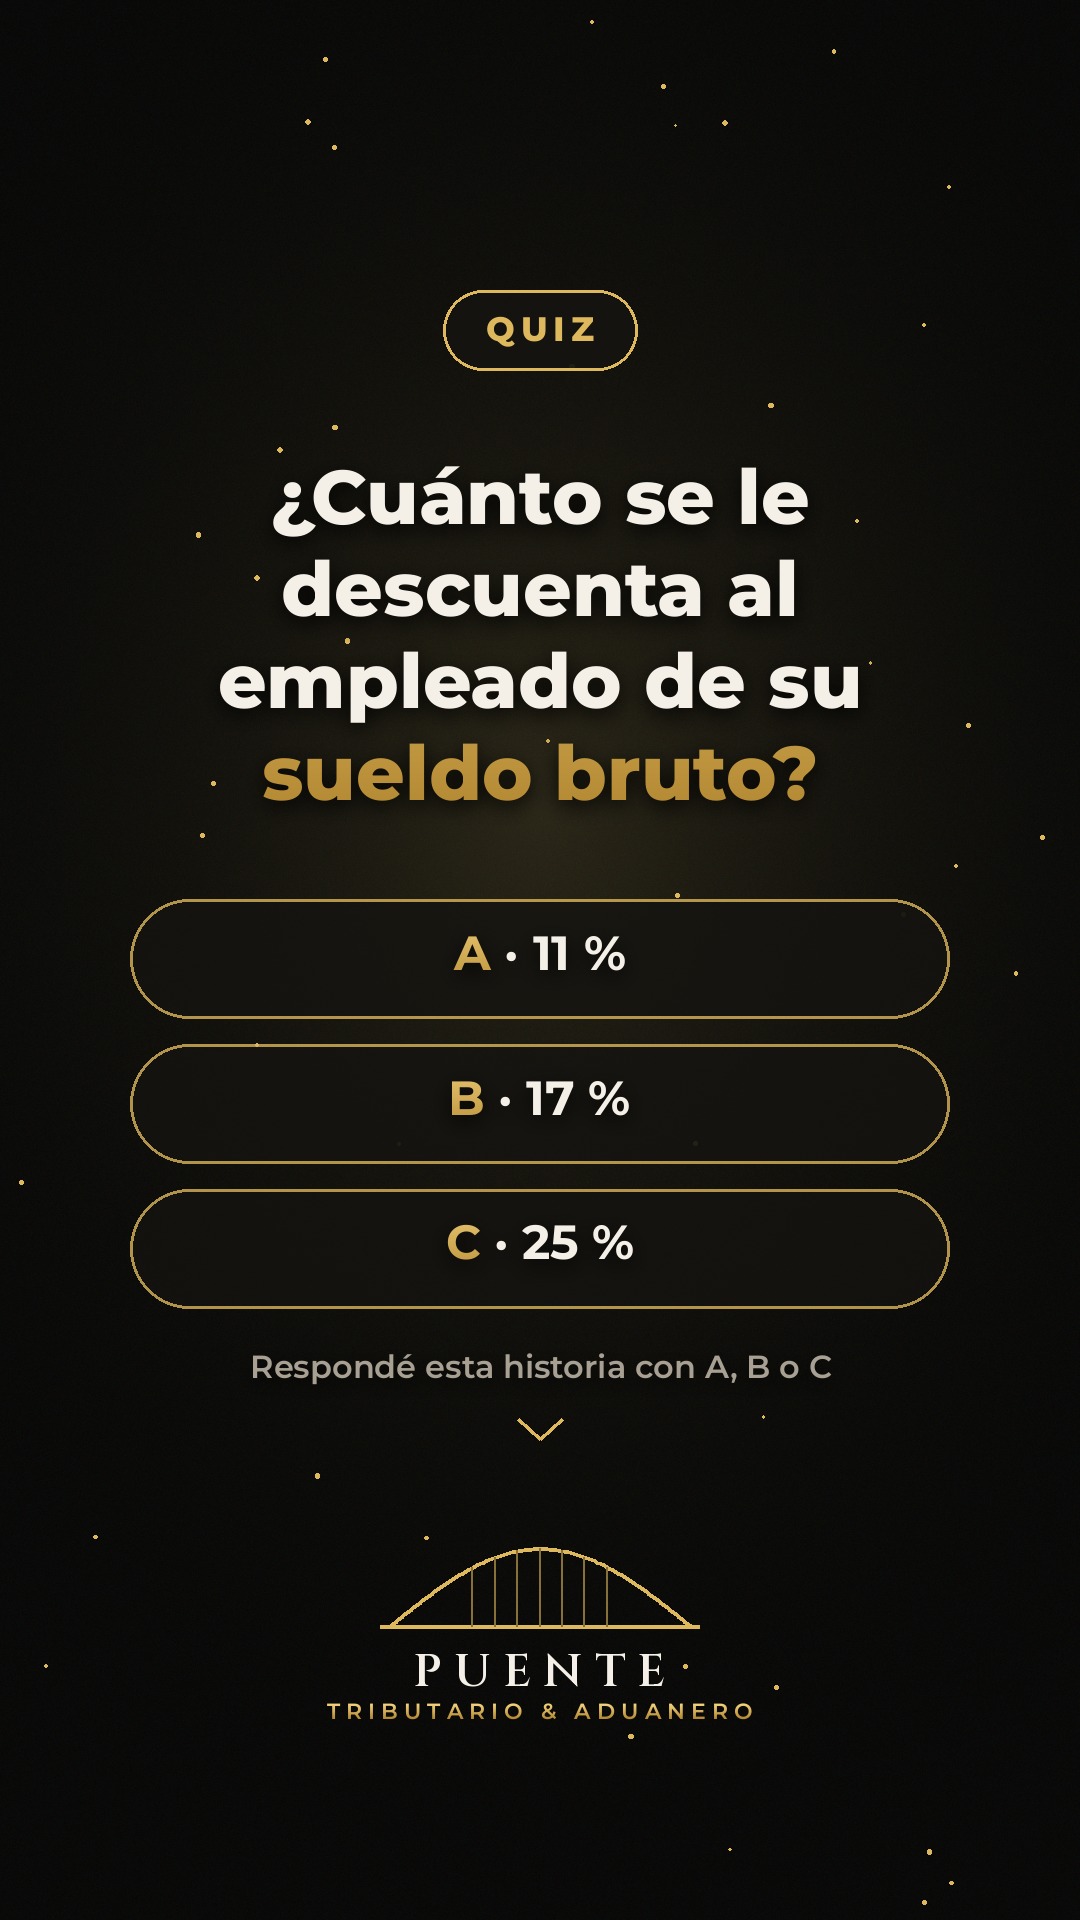 QUIZ
¿Cuánto se le
descuenta al
empleado de su
sueldo bruto?
A · 11 %
B · 17 %
C · 25 %
Respondé esta historia con A, B o C
PUENTE
TRIBUTARIO & ADUANERO